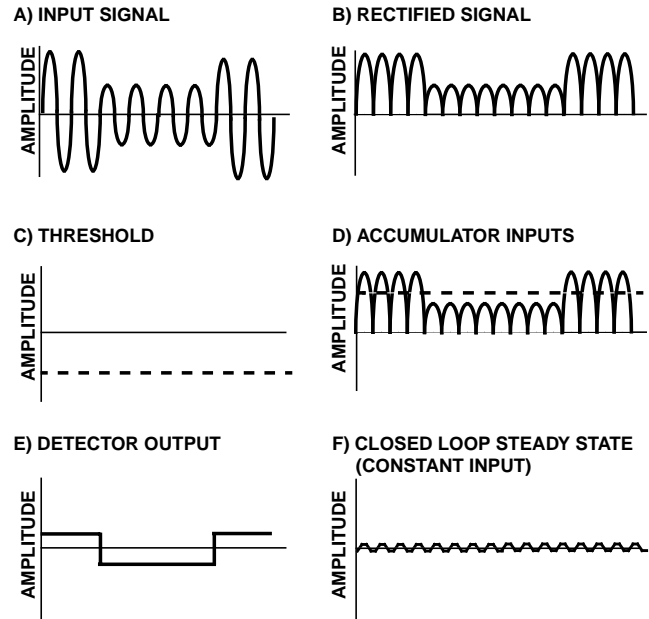 A) INPUT SIGNAL
AMPLITUDE
B) RECTIFIED SIGNAL
AMPLITUDE
C) THRESHOLD
AMPLITUDE
D) ACCUMULATOR INPUTS
AMPLITUDE
E) DETECTOR OUTPUT
AMPLITUDE
F) CLOSED LOOP STEADY STATE
(CONSTANT INPUT)
AMPLITUDE